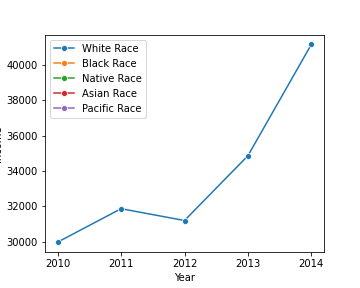 White Race
Black Race
Native Race
Asian Race
Pacific Race
40000
38000
36000
34000
32000
30000
2010 2011 2012 2013 2014
Year